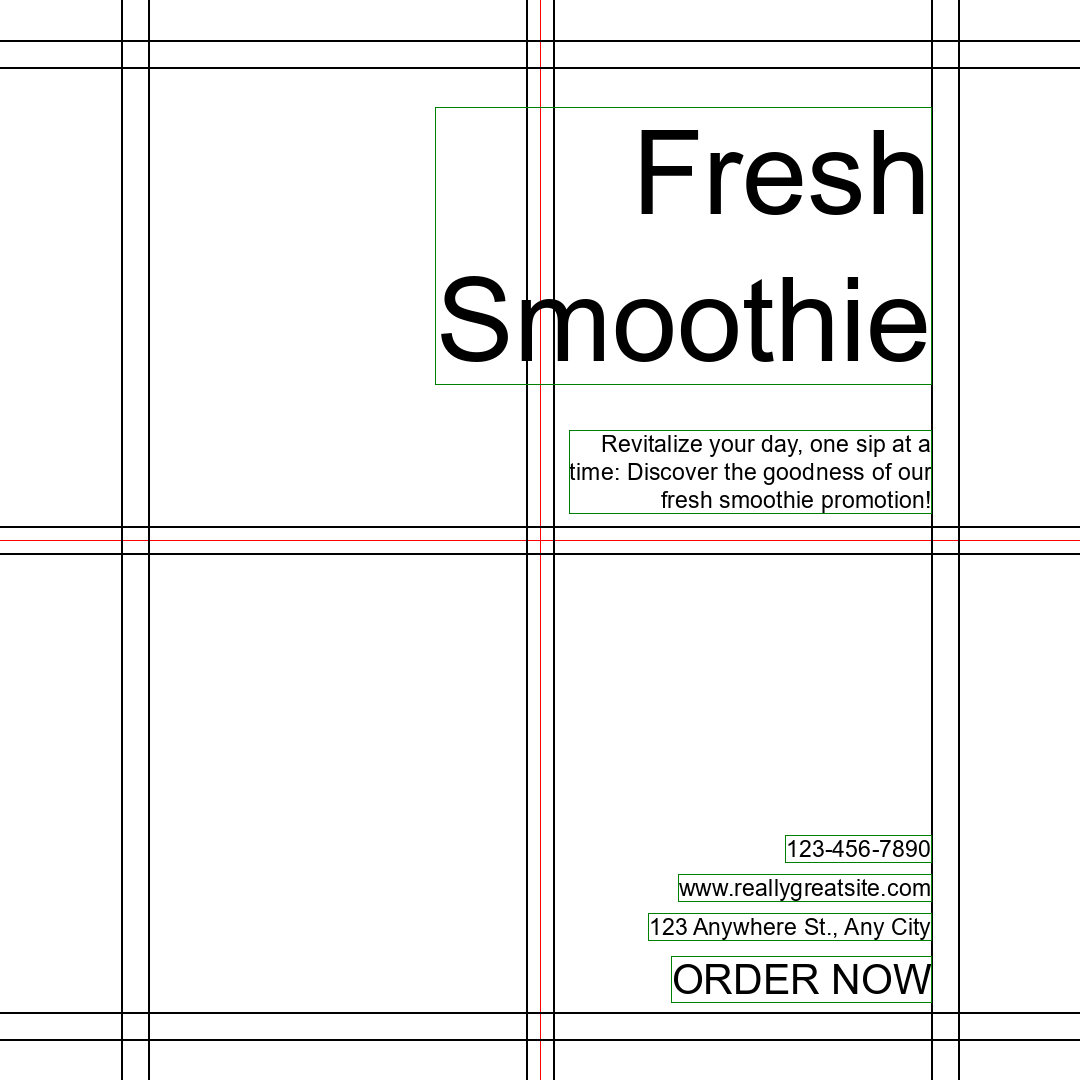 Fresh
Smoothie
Revitalize your day, one sip at a
time: Discover the goodness of our
fresh smoothie promotion!
123-456-7890
www.reallygreatsite.com
123 Anywhere St., Any City
ORDER NOW